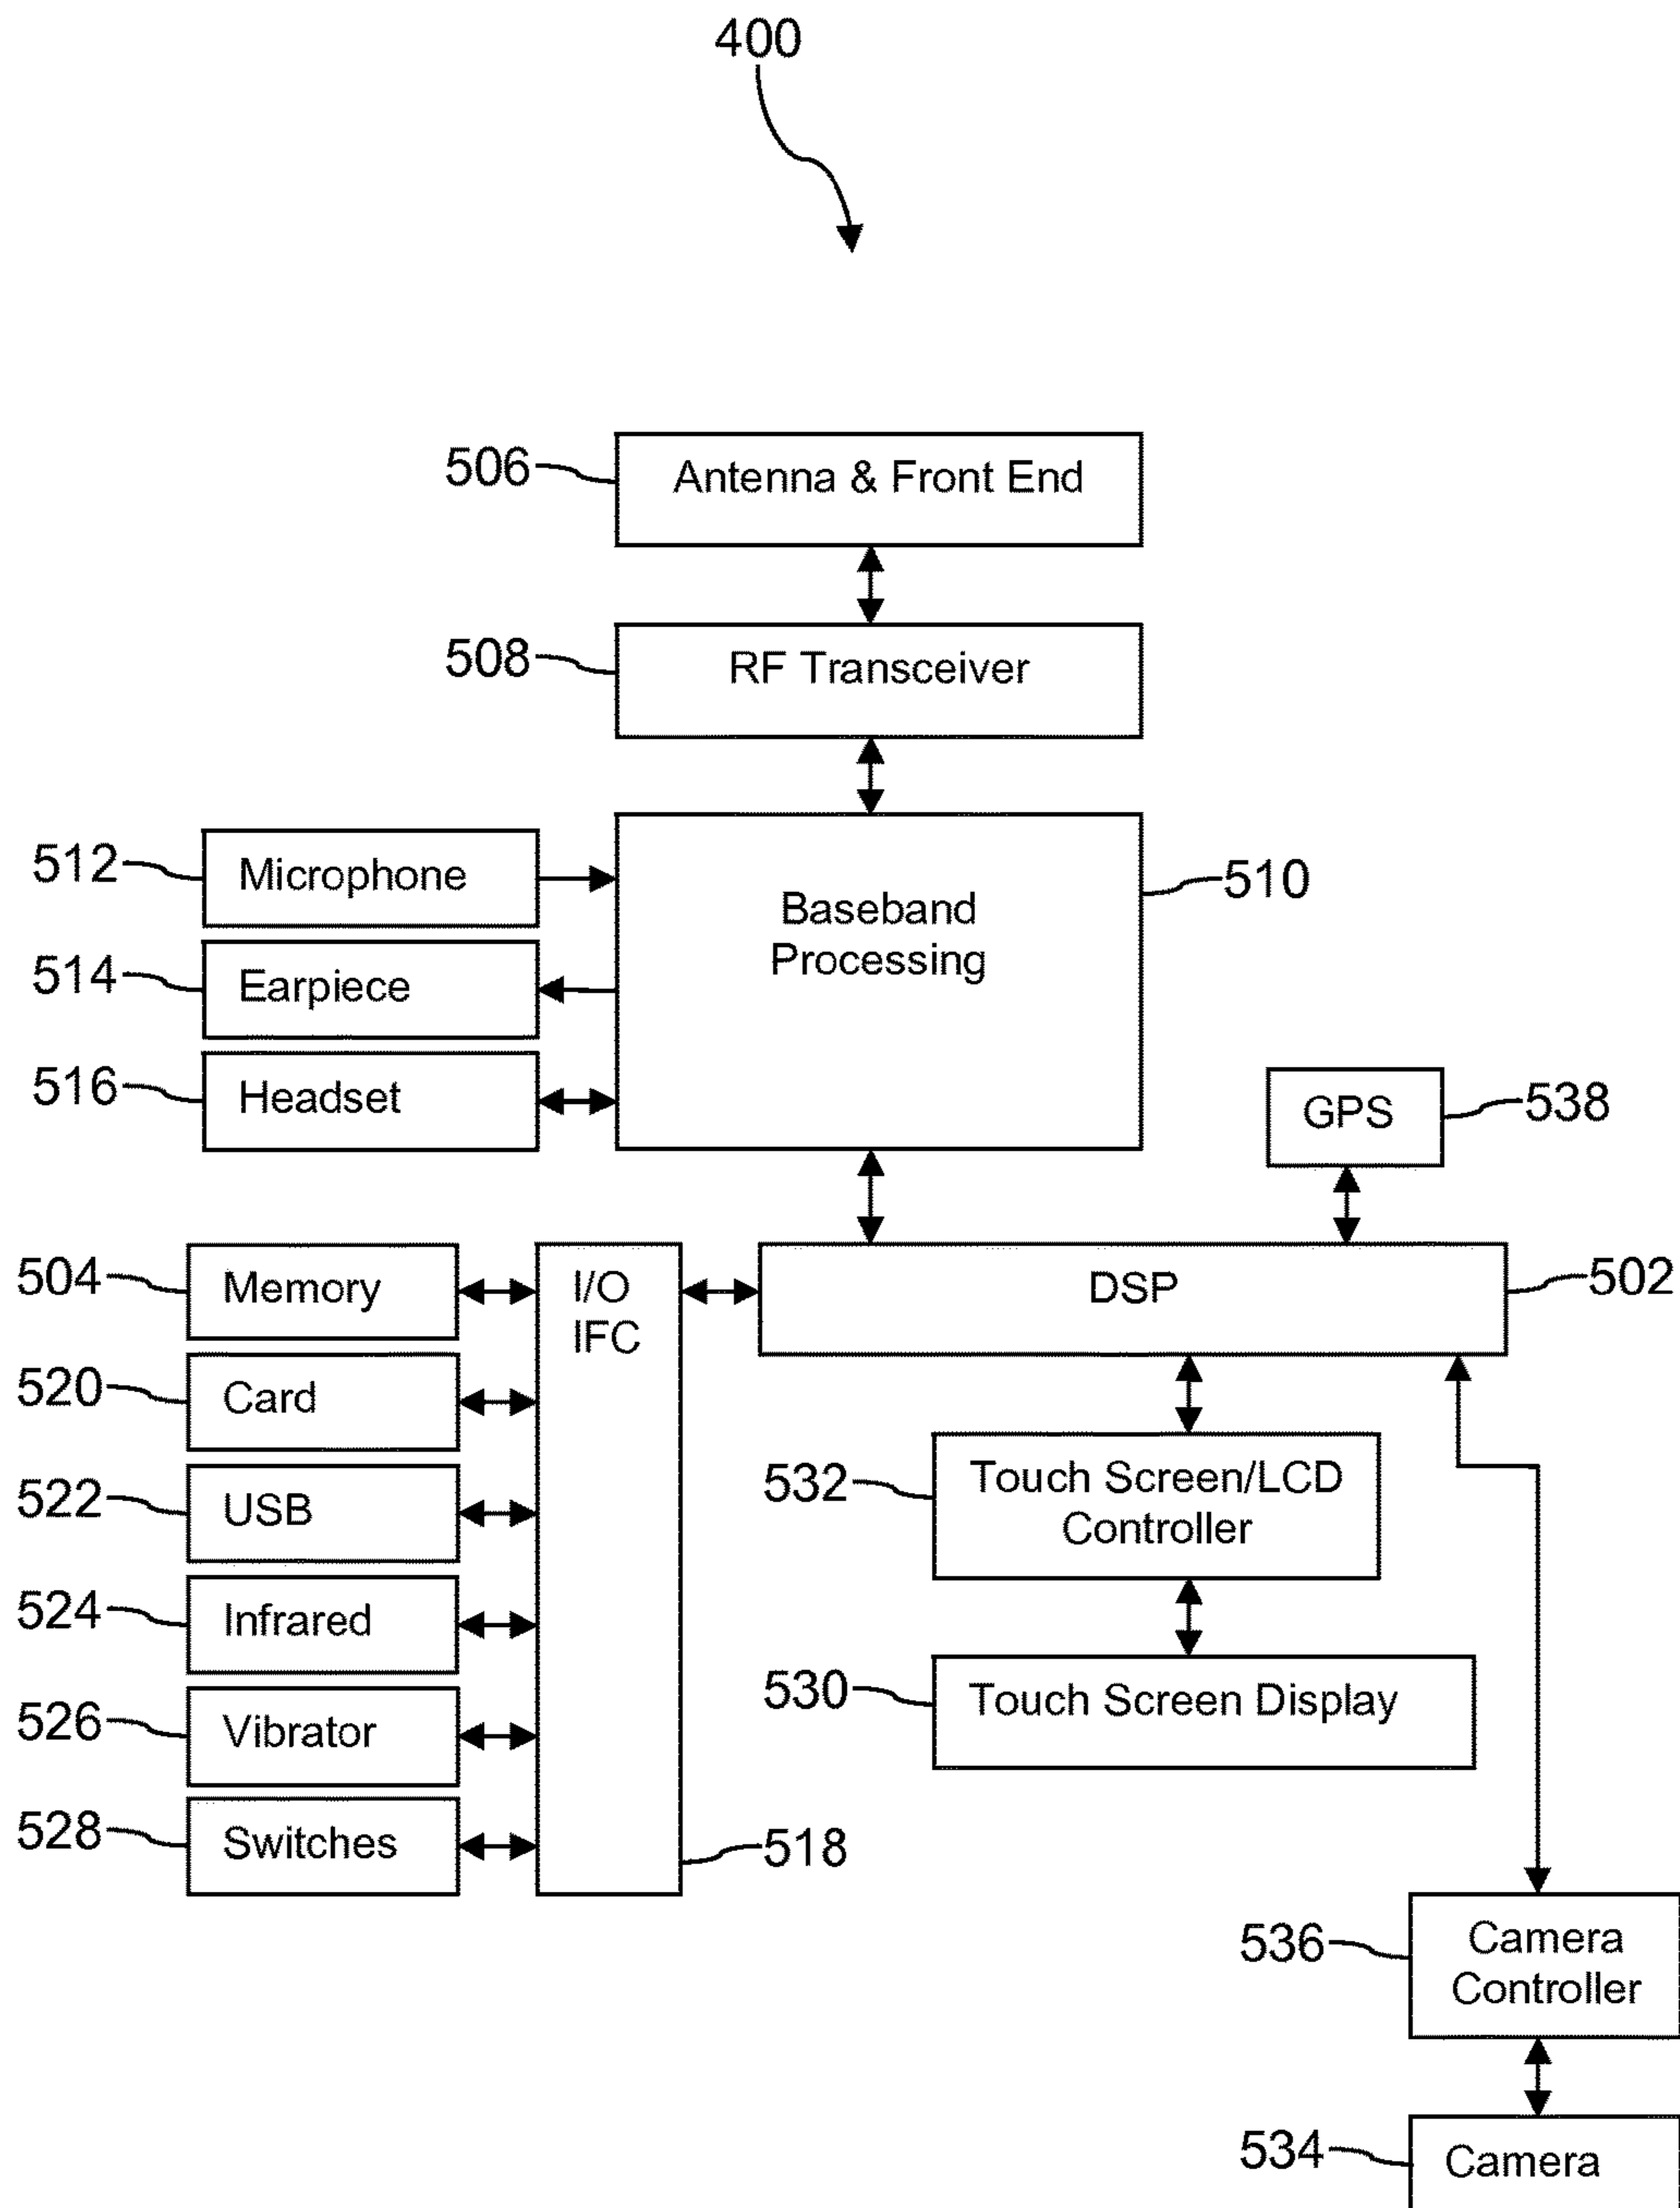 400
506
Antenna & Front End
508
RF Transceiver
512
Microphone
Baseband
Processing
510
514
Earpiece
516
Headset
GPS
538
504
Memory
I/O
IFC
DSP
502
520
Card
522
USB
532
Touch Screen/LCD
Controller
524
Infrared
530
Touch Screen Display
526
Vibrator
528
Switches
518
536
Camera
Controller
534
Camera